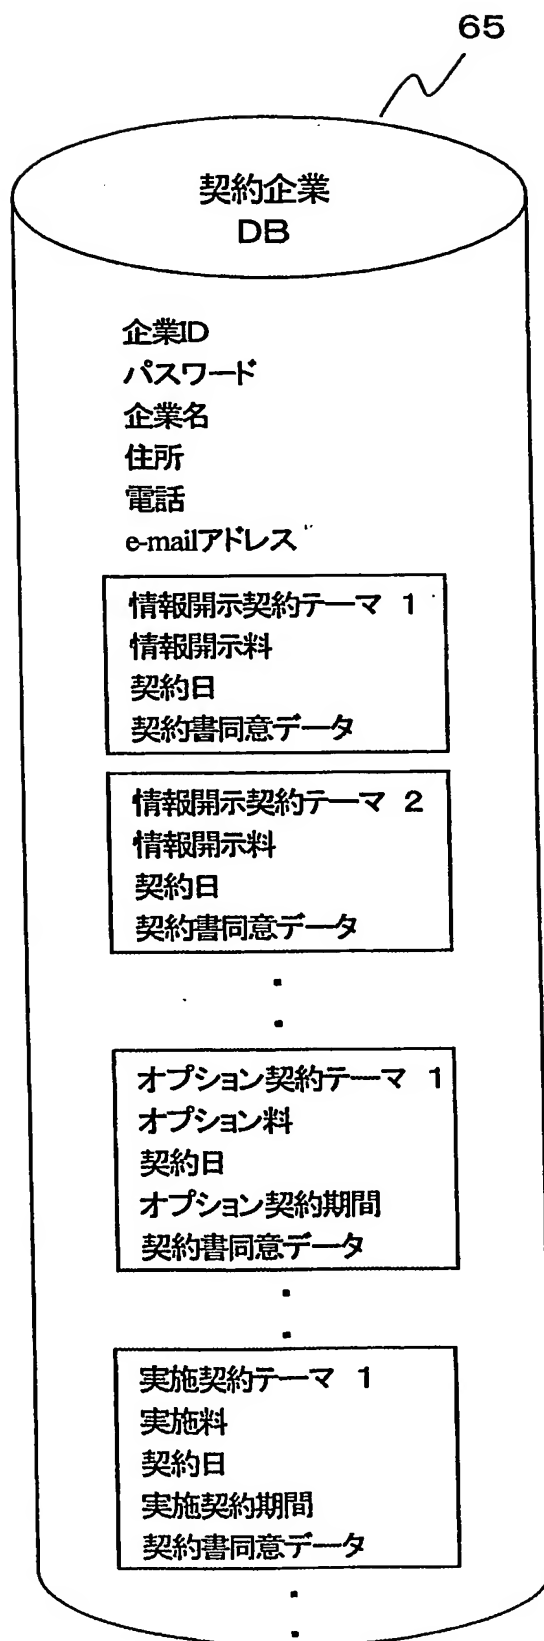 65
契約企業
DB
企業ID
パスワード
企業名
住所
電話
e-mailアドレス
情報開示契約テーマ 1
情報開示料
契約日
契約書同意データ
情報開示契約テーマ 2
情報開示料
契約日
契約書同意データ
オプション契約テーマ 1
オプション料
契約日
オプション契約期間
契約書同意データ
実施契約テーマ 1
実施料
契約日
実施契約期間
契約書同意データ